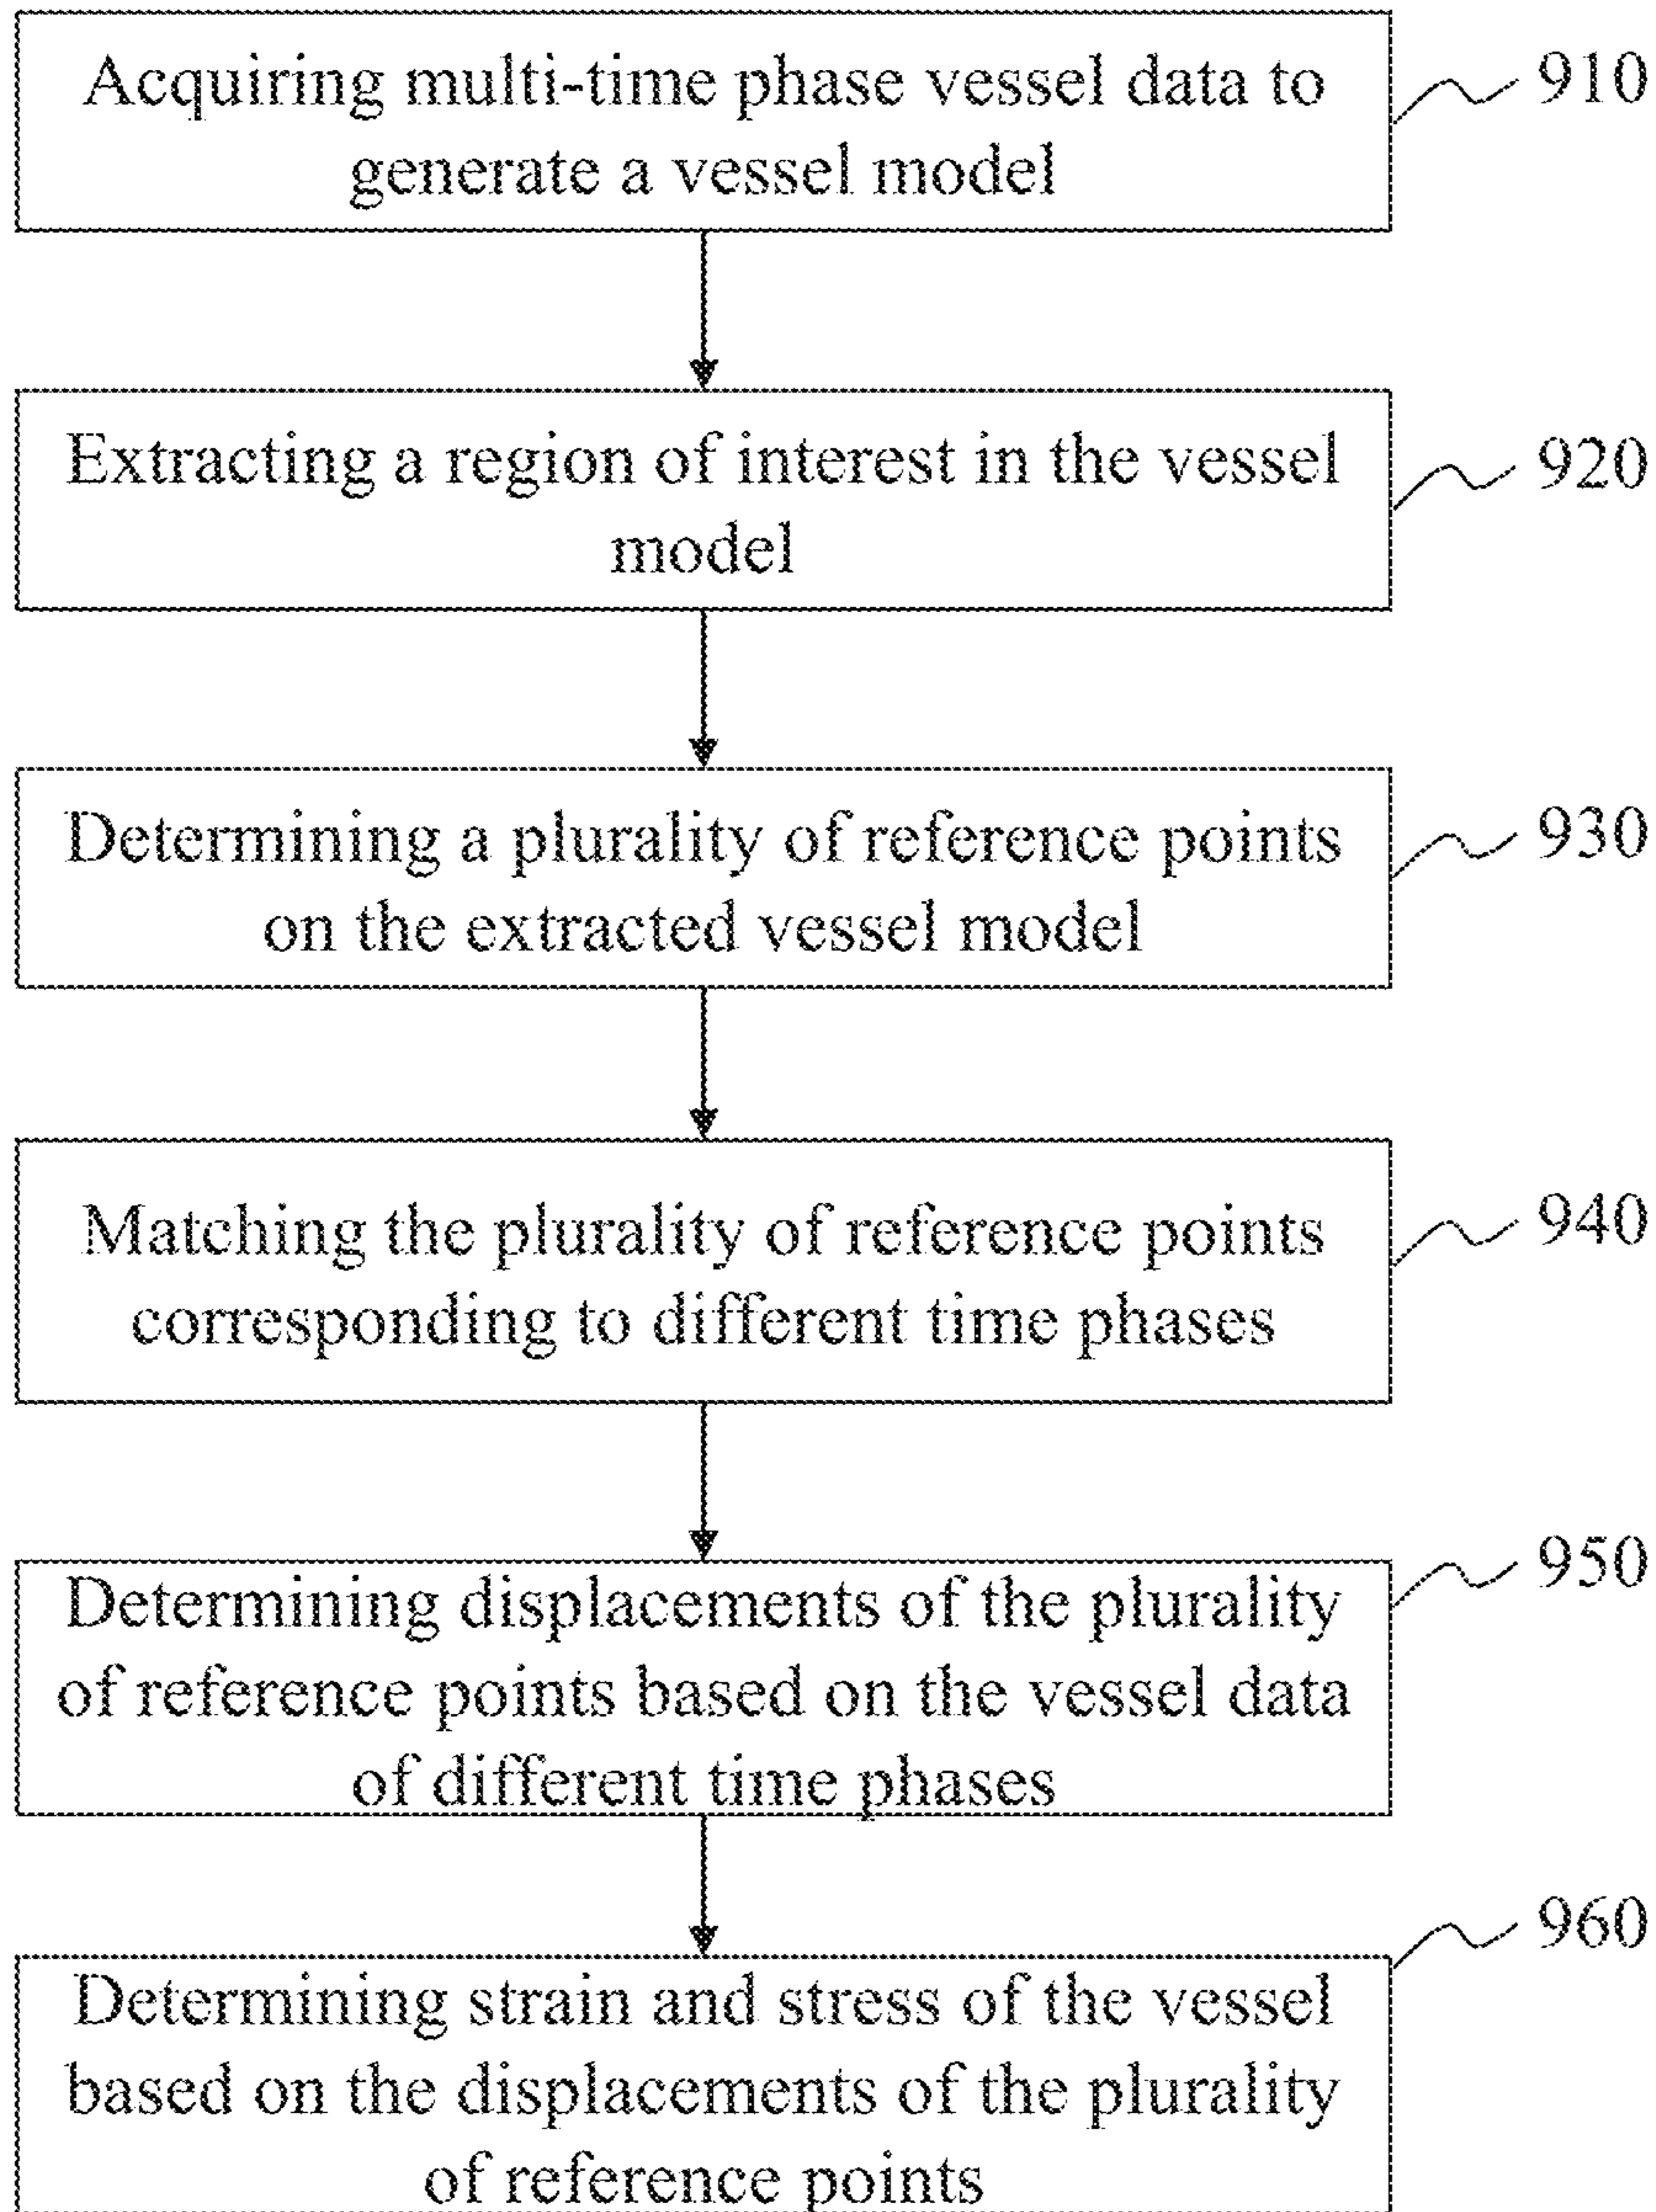 Acquiring multi-time phase vessel data to
generate a vessel model
910
Extracting a region of interest in the vessel
model
920
Determining a plurality of reference points
on the extracted vessel model
930
Matching the plurality of reference points
corresponding to different time phases
940
Determining displacements of the plurality
of reference points based on the vessel data
of different time phases
950
Determining strain and stress of the vessel
based on the displacements of the plurality
of reference points
960